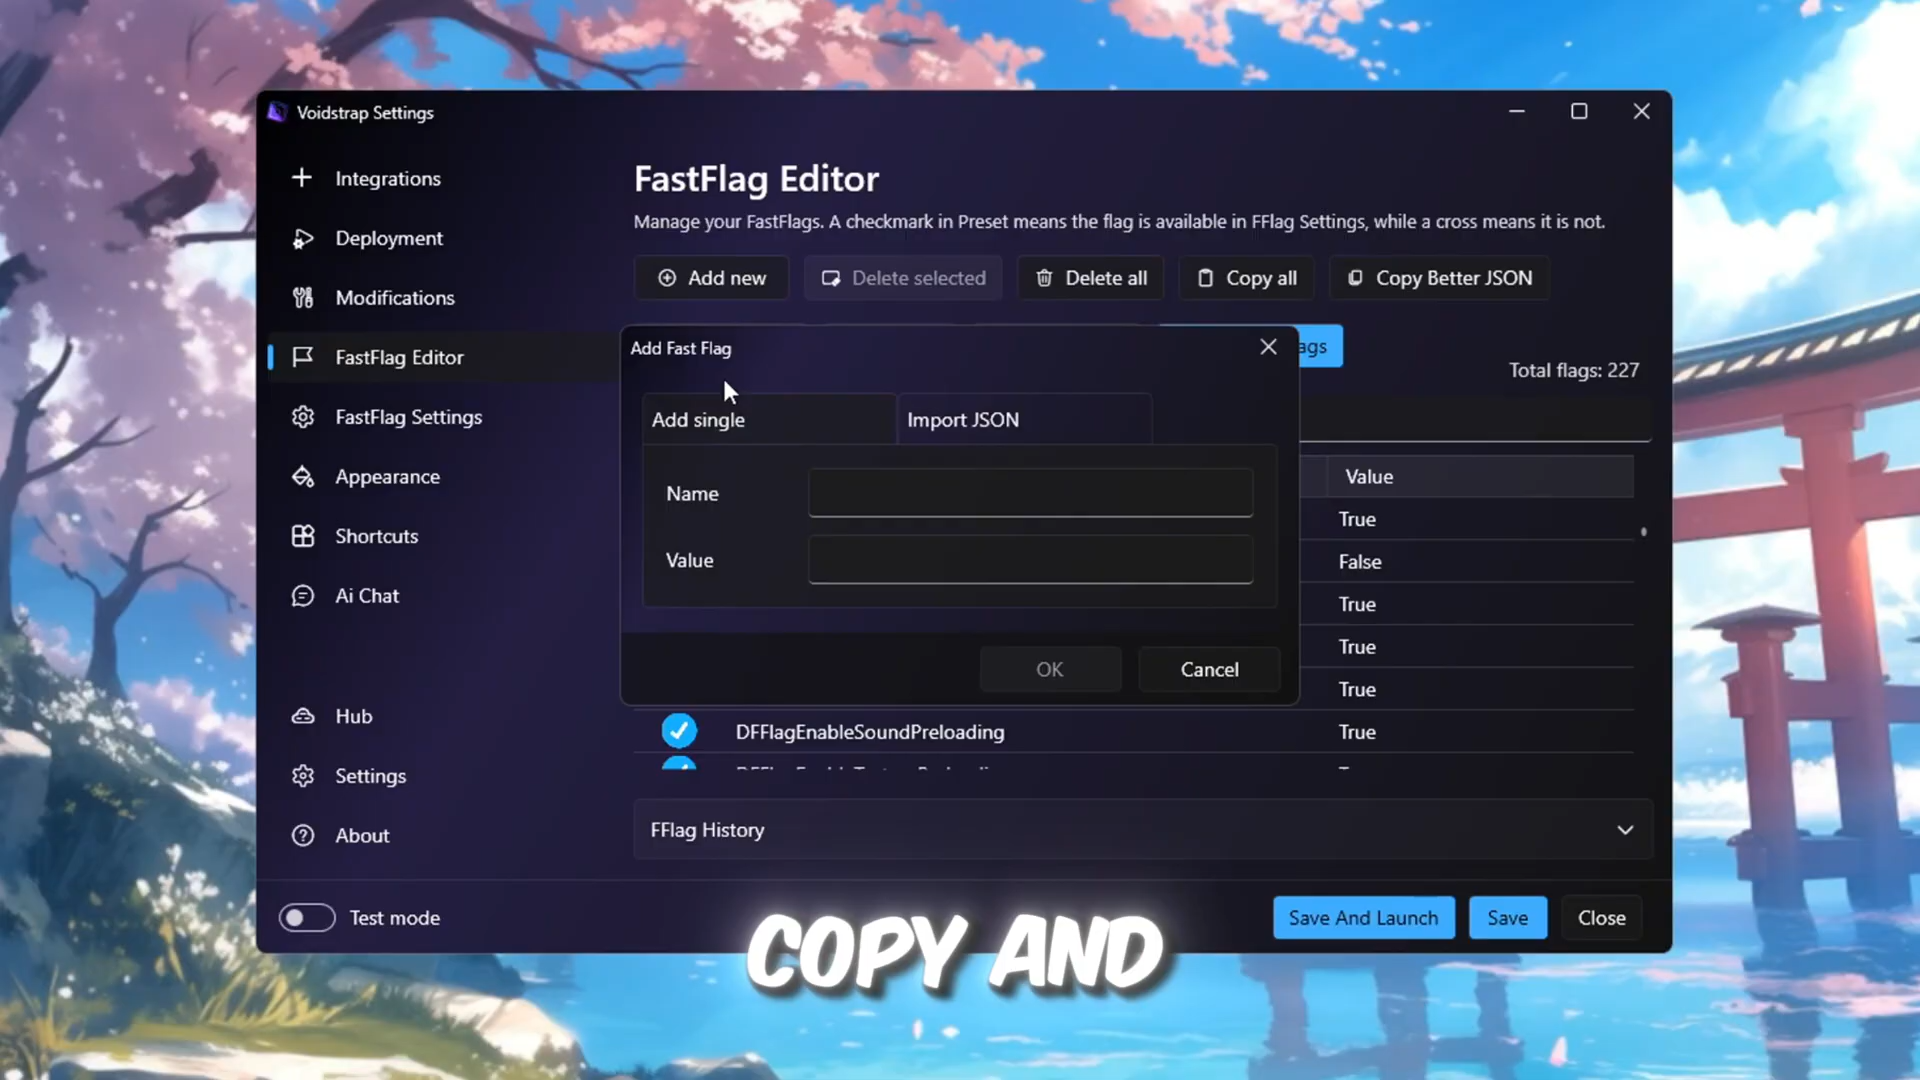 Voidstrap Settings
Integrations
Deployment
Modifications
FastFlag Editor
FastFlag Settings
Appearance
Shortcuts
Ai Chat
Hub
Settings
About
Test mode
FastFlag Editor
Manage your FastFlags. A checkmark in Preset means the flag is available in FFlag Settings, while a cross means it is not.
Add new
Delete selected
Delete all
Copy all
Copy Better JSON
ags
Total flags: 227
Add Fast Flag
Add single
Import JSON
Name
Value
OK
Cancel
Value
True
False
True
True
True
DFFlagEnableSoundPreloading True
FFlag History
Save And Launch
Save
Close
COPY AND